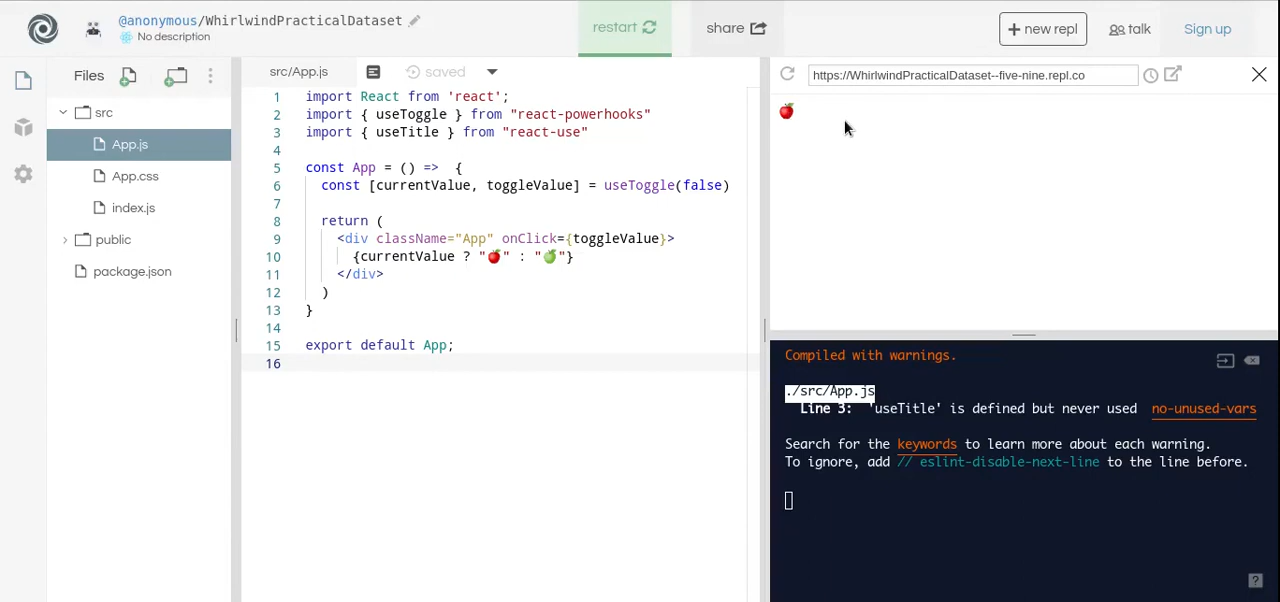 @anonymous/WhirlwindPracticalDataset
No description
restart
share
+ new repl
talk
Sign up
Files
src
App.js
App.css
index.js
public
package.json
src/App.js
saved
1 import React from 'react';
2 import { useToggle } from "react-powerhooks"
3 import { useTitle } from "react-use"
4
5 const App = () =>  {
6   const [currentValue, toggleValue] = useToggle(false)
7
8   return (
9     <div className="App" onClick={toggleValue}>
10       {currentValue ? "🍎" : "🍏"}
11     </div>
12   )
13 }
14
15 export default App;
16
https://WhirlwindPracticalDataset--five-nine.repl.co
🍎
Compiled with warnings.
./src/App.js
Line 3:  'useTitle' is defined but never used  no-unused-vars
Search for the keywords to learn more about each warning.
To ignore, add // eslint-disable-next-line to the line before.
?